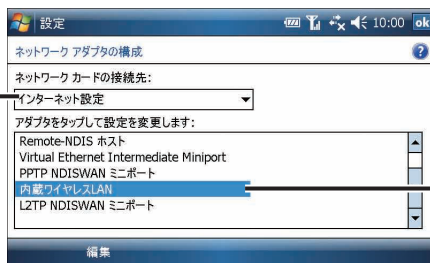 設定 10:00 ok
ネットワーク アダプタの構成
ネットワーク カードの接続先:
インターネット設定
アダプタをタップして設定を変更します:
Remote-NDIS ホスト
Virtual Ethernet Intermediate Miniport
PPTP NDISWAN ミニポート
内蔵ワイヤレスLAN
L2TP NDISWAN ミニポート
編集